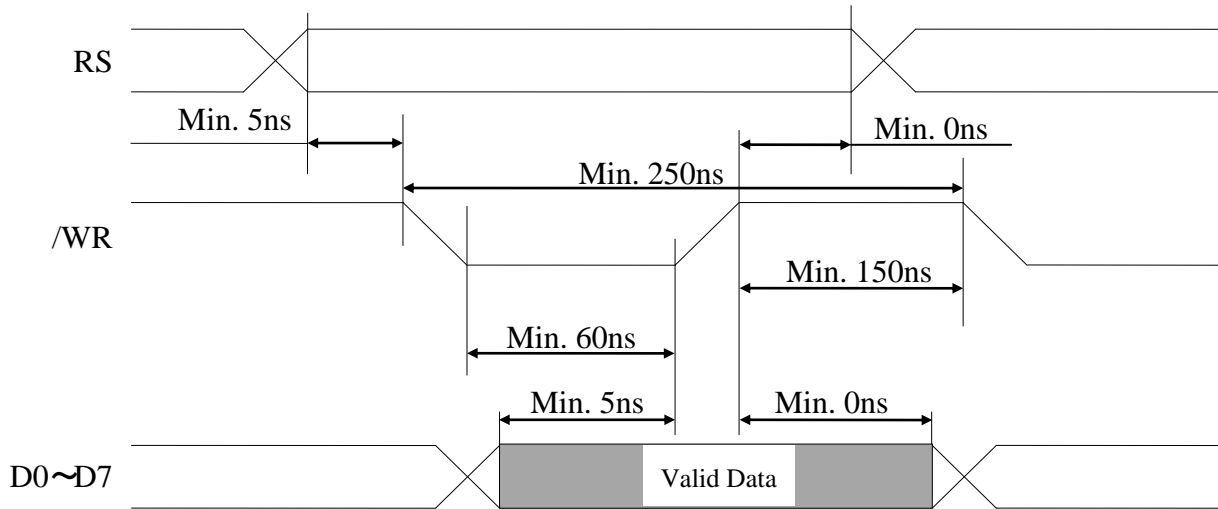 RS
Min. 5ns
Min. 0ns
Min. 250ns
/WR
Min. 150ns
Min. 60ns
Min. 5ns
Min. 0ns
D0～D7
Valid Data